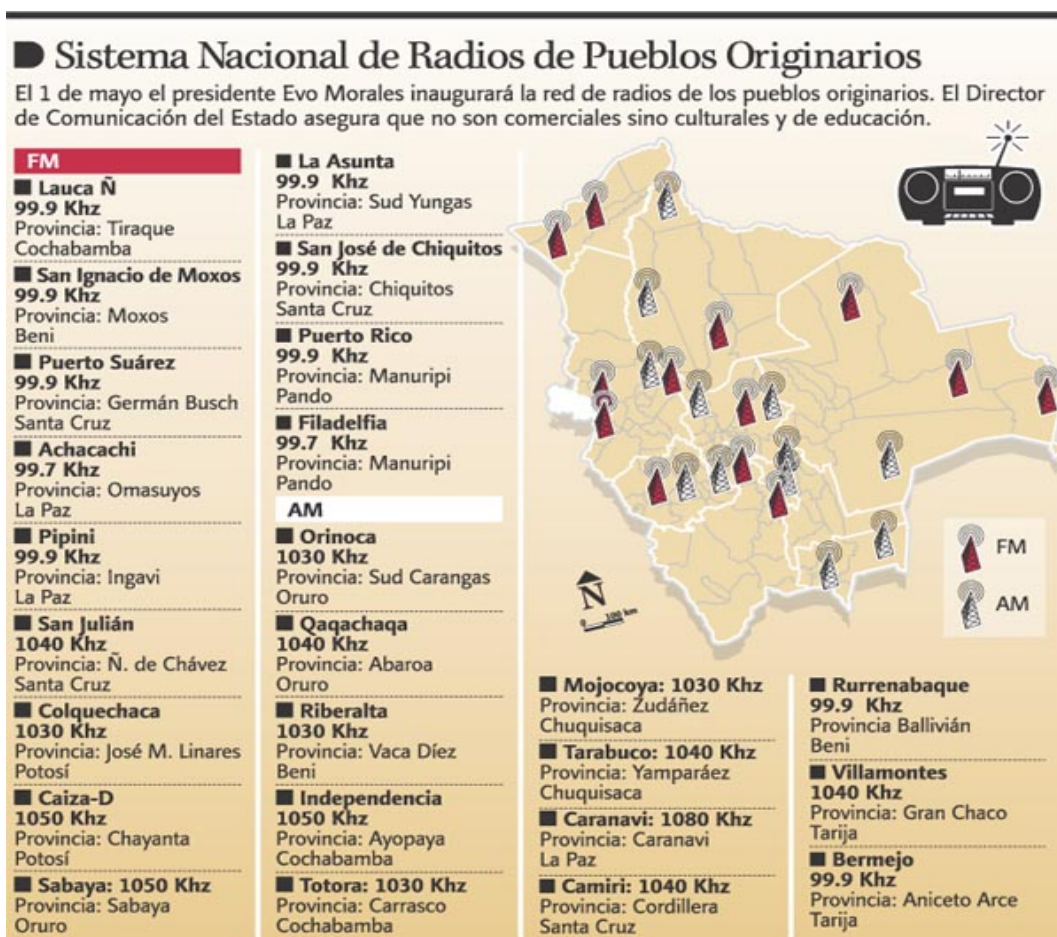 Sistema Nacional de Radios de Pueblos Originarios
El 1 de mayo el presidente Evo Morales inaugurará la red de radios de los pueblos originarios. El Director
de Comunicación del Estado asegura que no son comerciales sino culturales y de educación.
FM
Lauca Ñ
99.9 Khz
Provincia: Tiraque
Cochabamba
San Ignacio de Moxos
99.9 Khz
Provincia: Moxos
Beni
Puerto Suárez
99.9 Khz
Provincia: Germán Busch
Santa Cruz
Achacachi
99.7 Khz
Provincia: Omasuyos
La Paz
Pipini
99.9 Khz
Provincia: Ingavi
La Paz
San Julián
1040 Khz
Provincia: Ñ. de Chávez
Santa Cruz
Colquechaca
1030 Khz
Provincia: José M. Linares
Potosí
Caiza-D
1050 Khz
Provincia: Chayanta
Potosí
Sabaya: 1050 Khz
Provincia: Sabaya
Oruro
La Asunta
99.9 Khz
Provincia: Sud Yungas
La Paz
San José de Chiquitos
99.9 Khz
Provincia: Chiquitos
Santa Cruz
Puerto Rico
99.9 Khz
Provincia: Manuripi
Pando
Filadelfia
99.7 Khz
Provincia: Manuripi
Pando
AM
Orinoca
1030 Khz
Provincia: Sud Carangas
Oruro
Qaqachaqa
1040 Khz
Provincia: Abaroa
Oruro
Riberalta
1030 Khz
Provincia: Vaca Díez
Beni
Independencia
1050 Khz
Provincia: Ayopaya
Cochabamba
Totora: 1030 Khz
Provincia: Carrasco
Cochabamba
N
0 100 km
FM
AM
Mojocoya: 1030 Khz
Provincia: Zudáñez
Chuquisaca
Tarabuco: 1040 Khz
Provincia: Yamparáez
Chuquisaca
Caranavi: 1080 Khz
Provincia: Caranavi
La Paz
Camiri: 1040 Khz
Provincia: Cordillera
Santa Cruz
Rurrenabaque
99.9 Khz
Provincia Ballivián
Beni
Villamontes
1040 Khz
Provincia: Gran Chaco
Tarija
Bermejo
99.9 Khz
Provincia: Aniceto Arce
Tarija